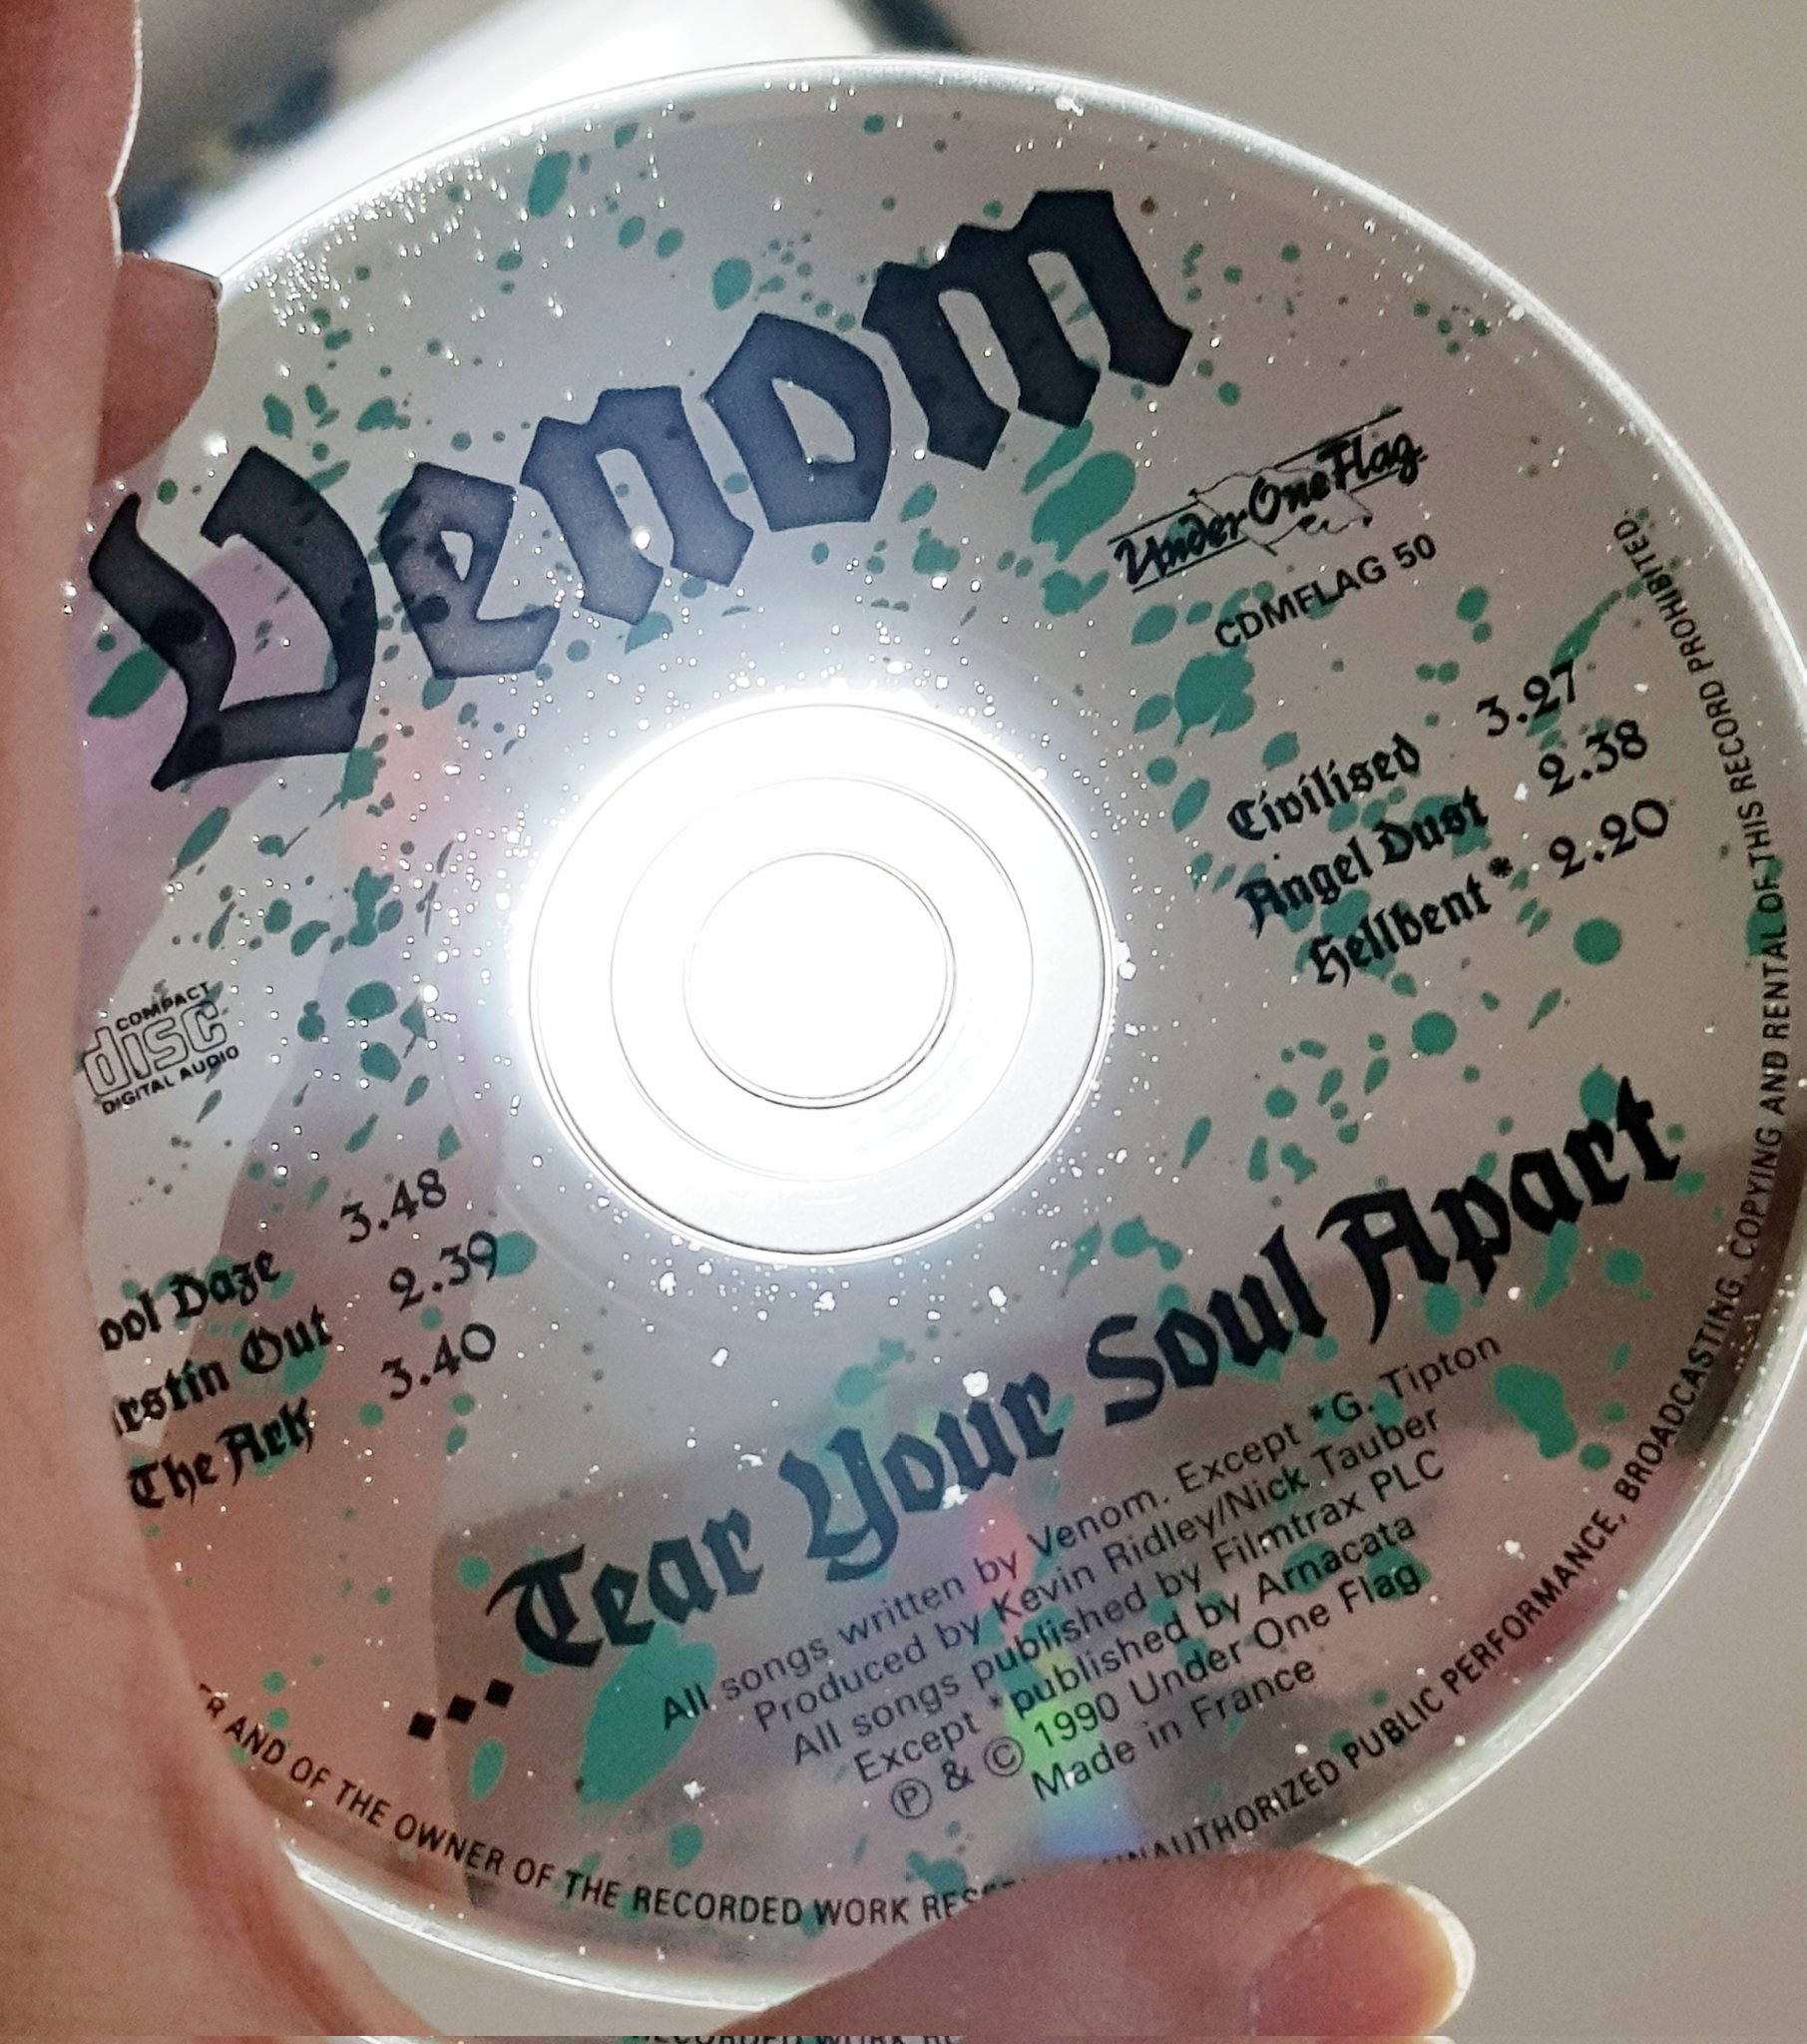 Venom
Under One Flag
CDMFLAG 50
Civilised 3.27
Angel Dust 2.38
Hellbent* 2.20
COMPACT
disc
DIGITAL AUDIO
ool Daze 3.48
rstin Out 2.39
The Ark 3.40
Tear Your Soul Apart
All songs written by Venom. Except *G. Tipton
Produced by Kevin Ridley/Nick Tauber
All songs published by Filmtrax PLC
Except *published by Arnacata
℗ & © 1990 Under One Flag
Made in France
ER AND OF THE OWNER OF THE RECORDED WORK RESE UNAUTHORIZED PUBLIC PERFORMANCE, BROADCASTING, COPYING AND RENTAL OF THIS RECORD PROHIBITED.